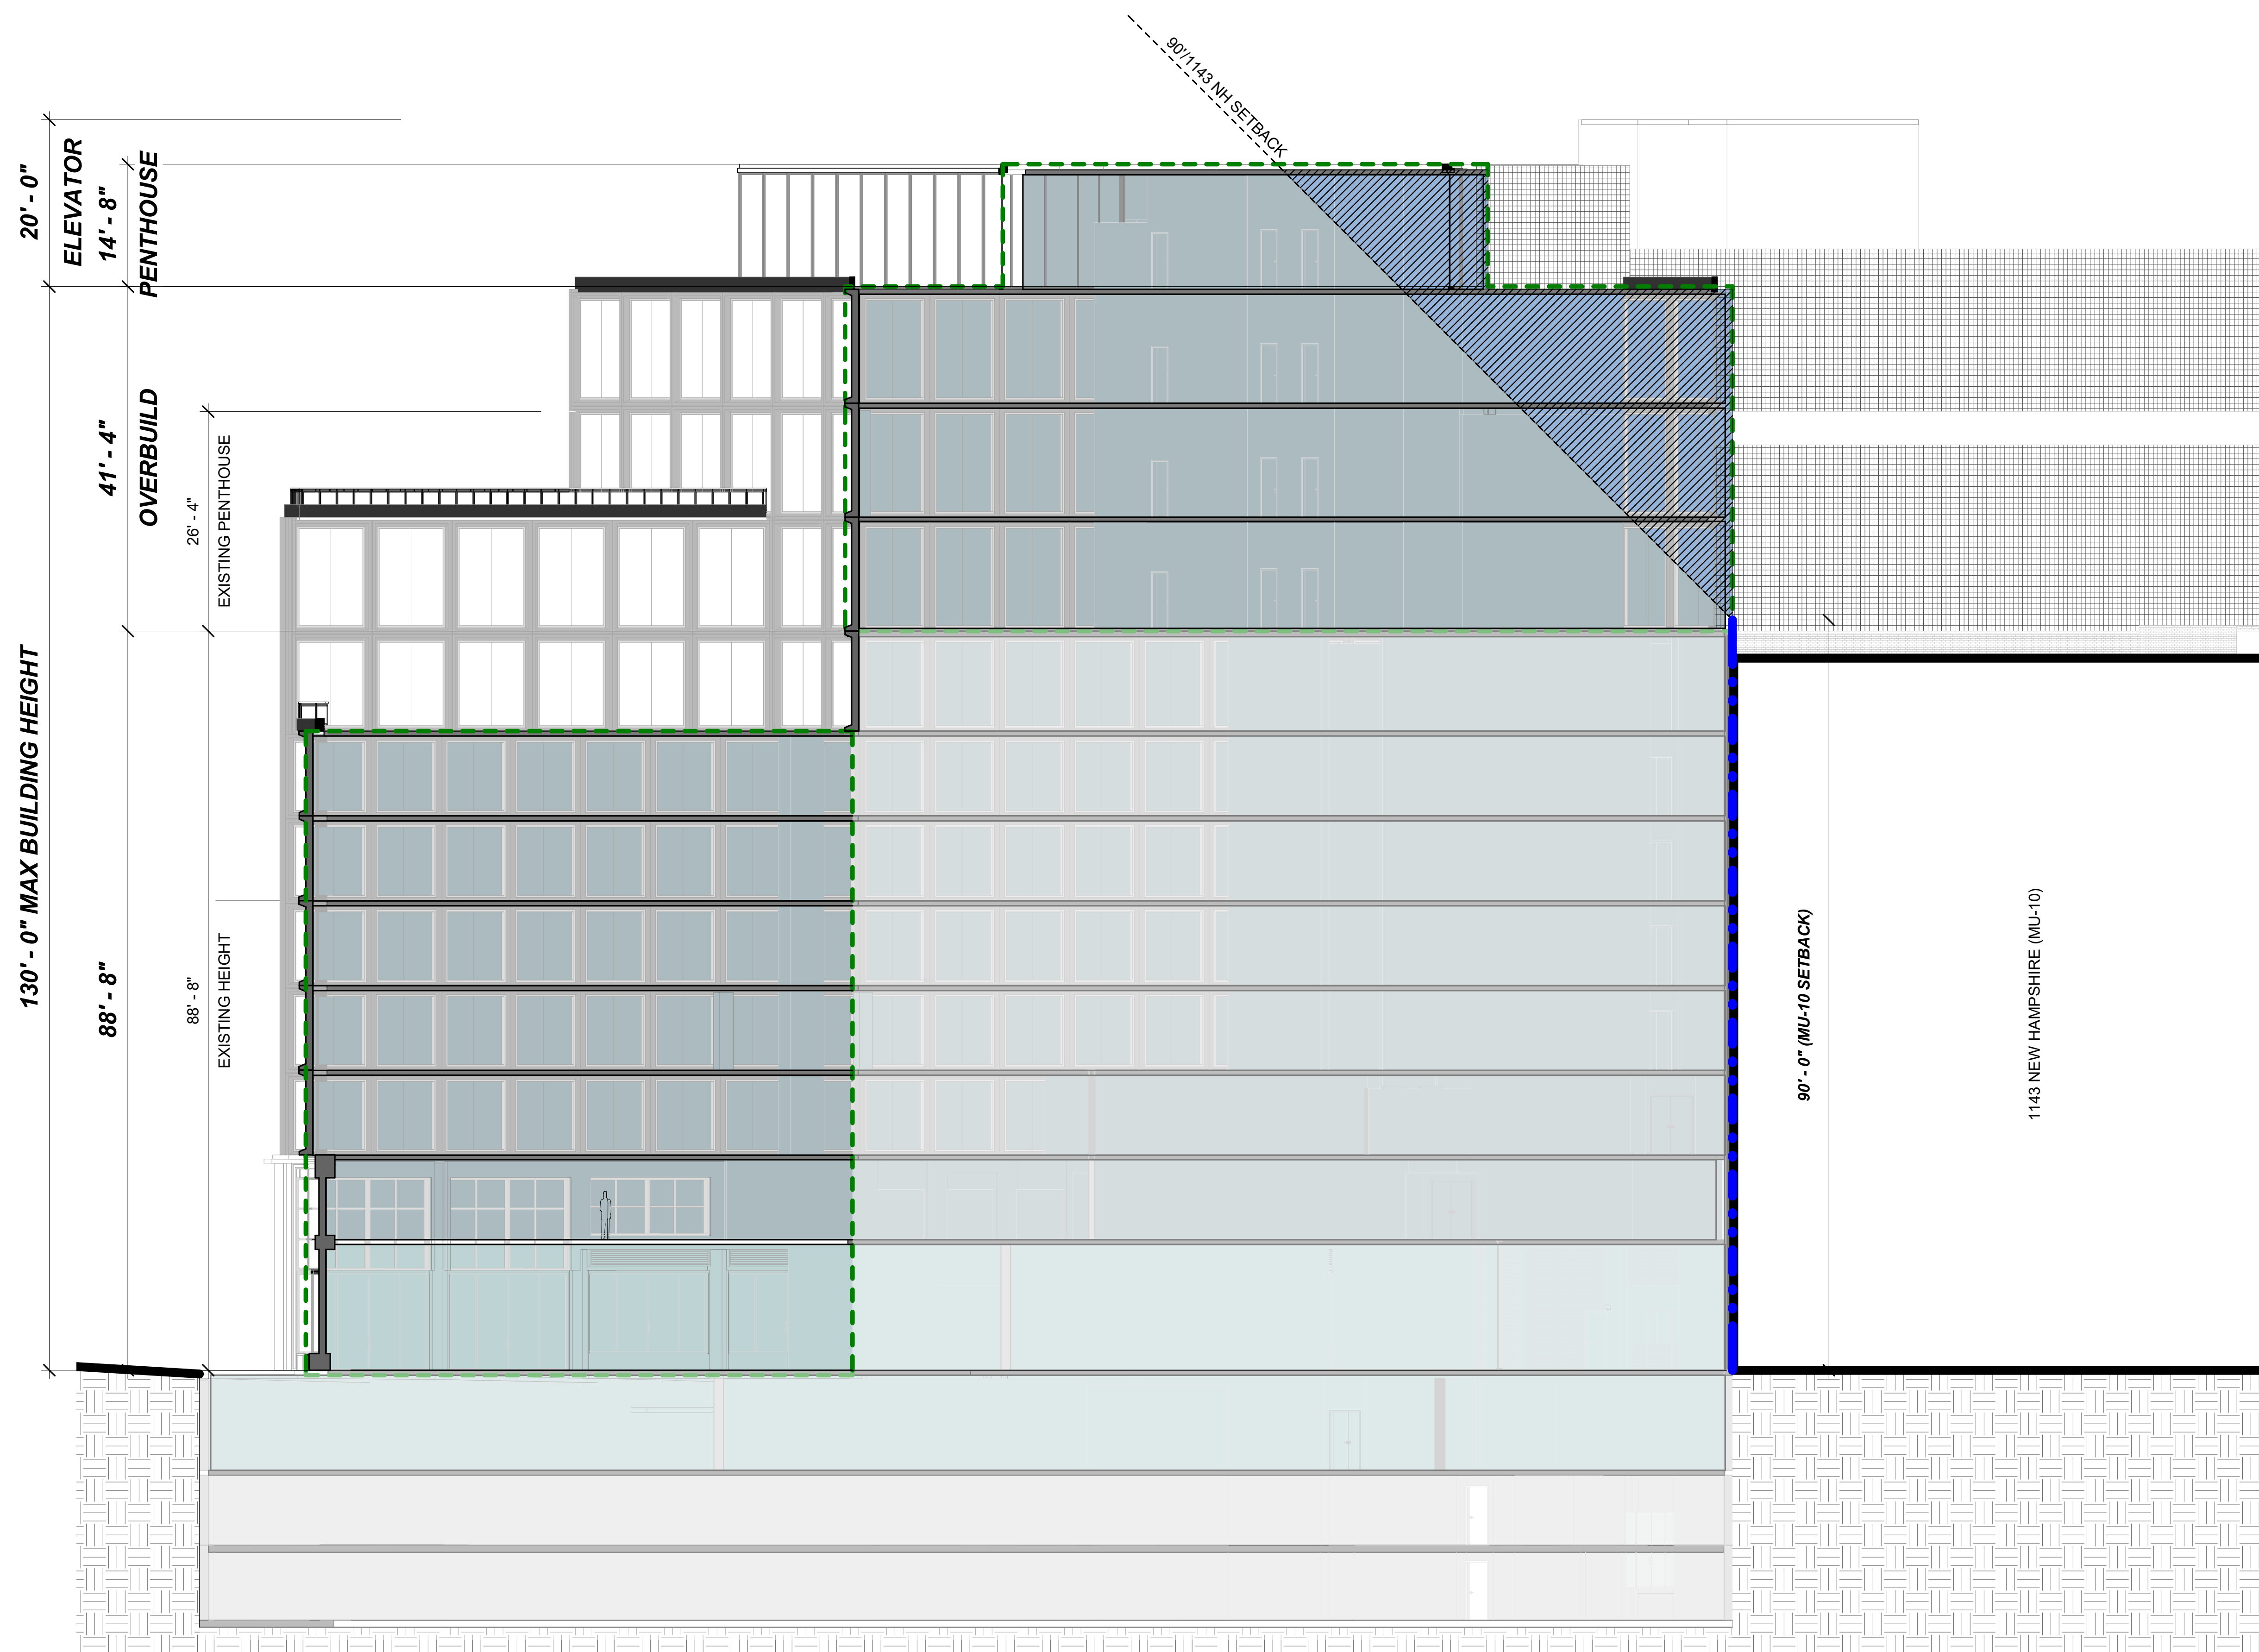 90'/1143 NH SETBACK
20' - 0"
ELEVATOR
14' - 8"
PENTHOUSE
41' - 4"
OVERBUILD
26' - 4"
EXISTING PENTHOUSE
130' - 0" MAX BUILDING HEIGHT
88' - 8"
88' - 8"
EXISTING HEIGHT
90' - 0" (MU-10 SETBACK)
1143 NEW HAMPSHIRE (MU-10)